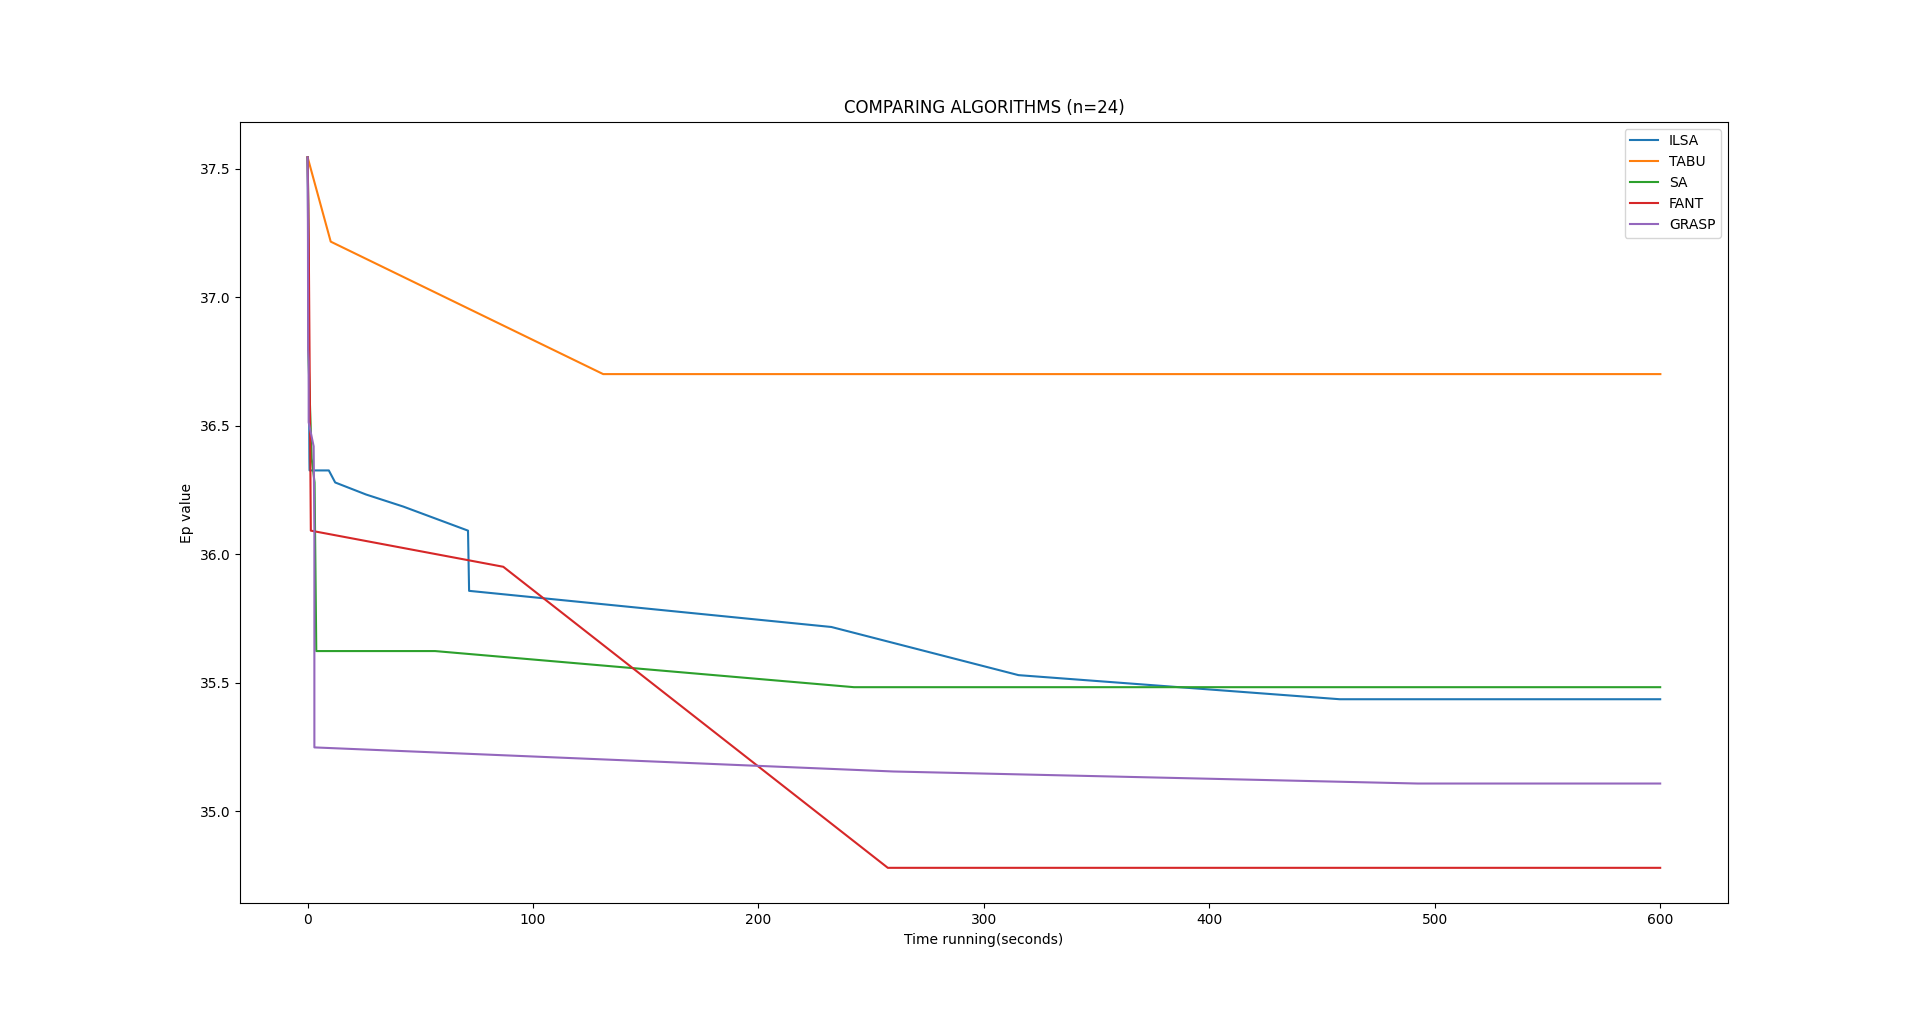 COMPARING ALGORITHMS (n=24)
ILSA
TABU
SA
FANT
GRASP
37.5
37.0
36.5
36.0
35.5
35.0
Ep value
0 100 200 300 400 500 600
Time running(seconds)